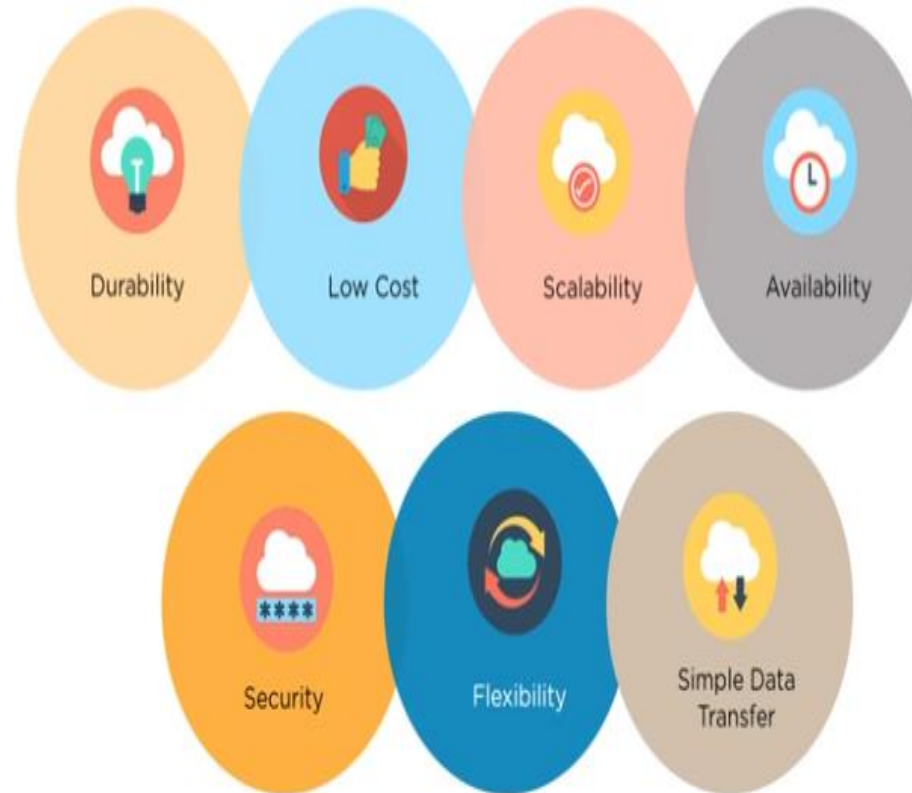 Durability
Low Cost
Scalability
Availability
****
Security
Flexibility
Simple Data
Transfer